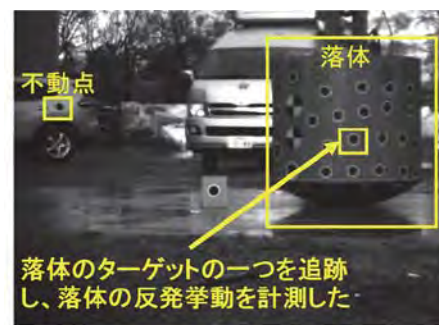 落体
不動点
落体のターゲットの一つを追跡
し、落体の反発挙動を計測した